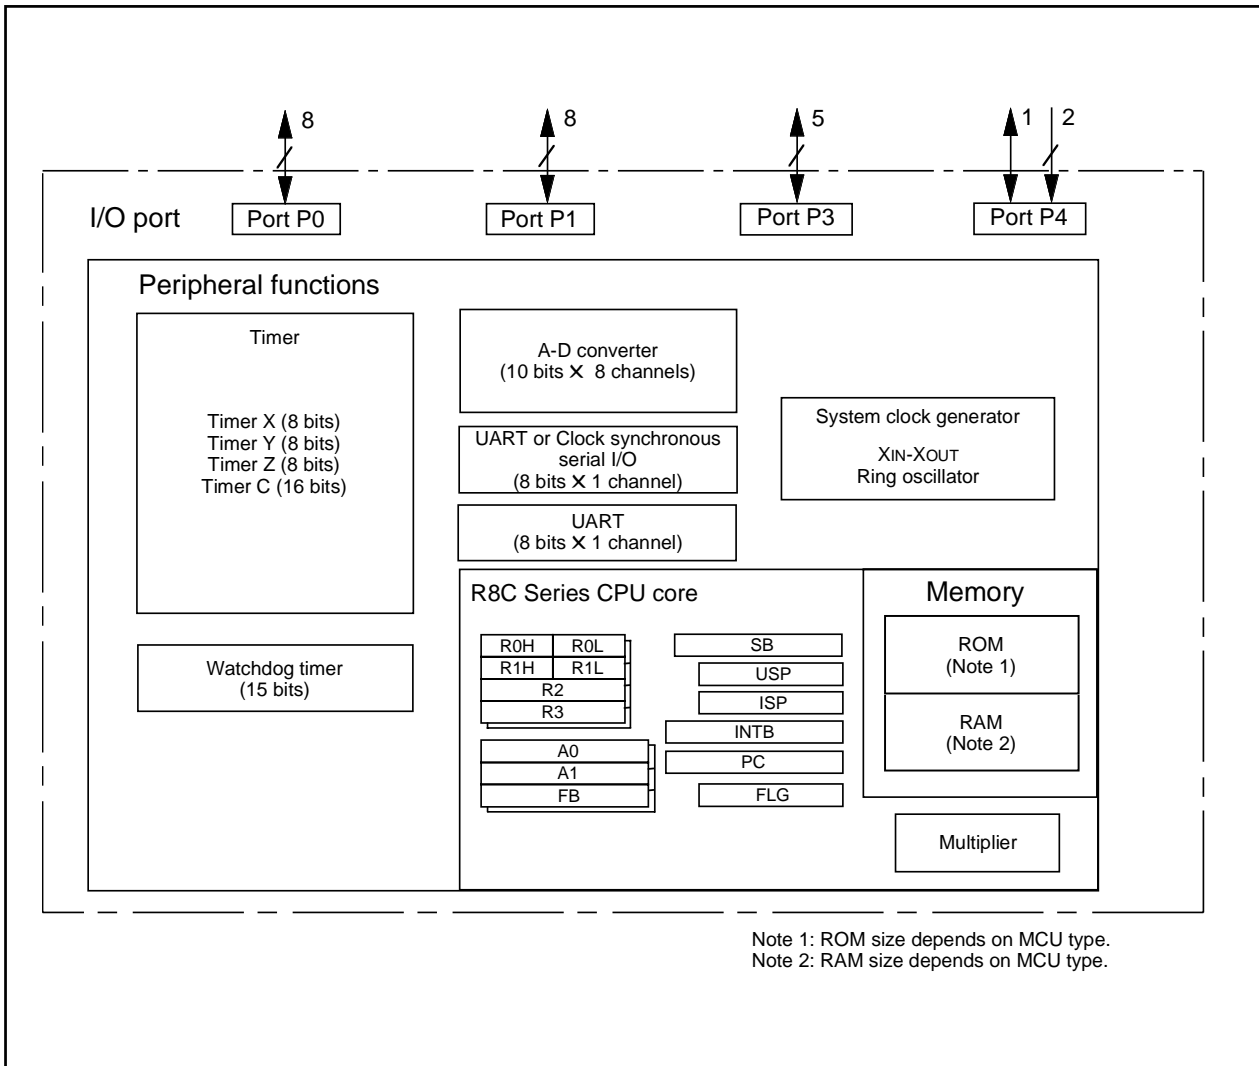 8
8
5
1
2
I/O port
Port P0
Port P1
Port P3
Port P4
Peripheral functions
Timer
Timer X (8 bits)
Timer Y (8 bits)
Timer Z (8 bits)
Timer C (16 bits)
Watchdog timer
(15 bits)
A-D converter
(10 bits × 8 channels)
UART or Clock synchronous
serial I/O
(8 bits × 1 channel)
UART
(8 bits × 1 channel)
System clock generator
XIN-XOUT
Ring oscillator
R8C Series CPU core
R0H
R0L
R1H
R1L
R2
R3
A0
A1
FB
SB
USP
ISP
INTB
PC
FLG
Memory
ROM
(Note 1)
RAM
(Note 2)
Multiplier
Note 1: ROM size depends on MCU type.
Note 2: RAM size depends on MCU type.